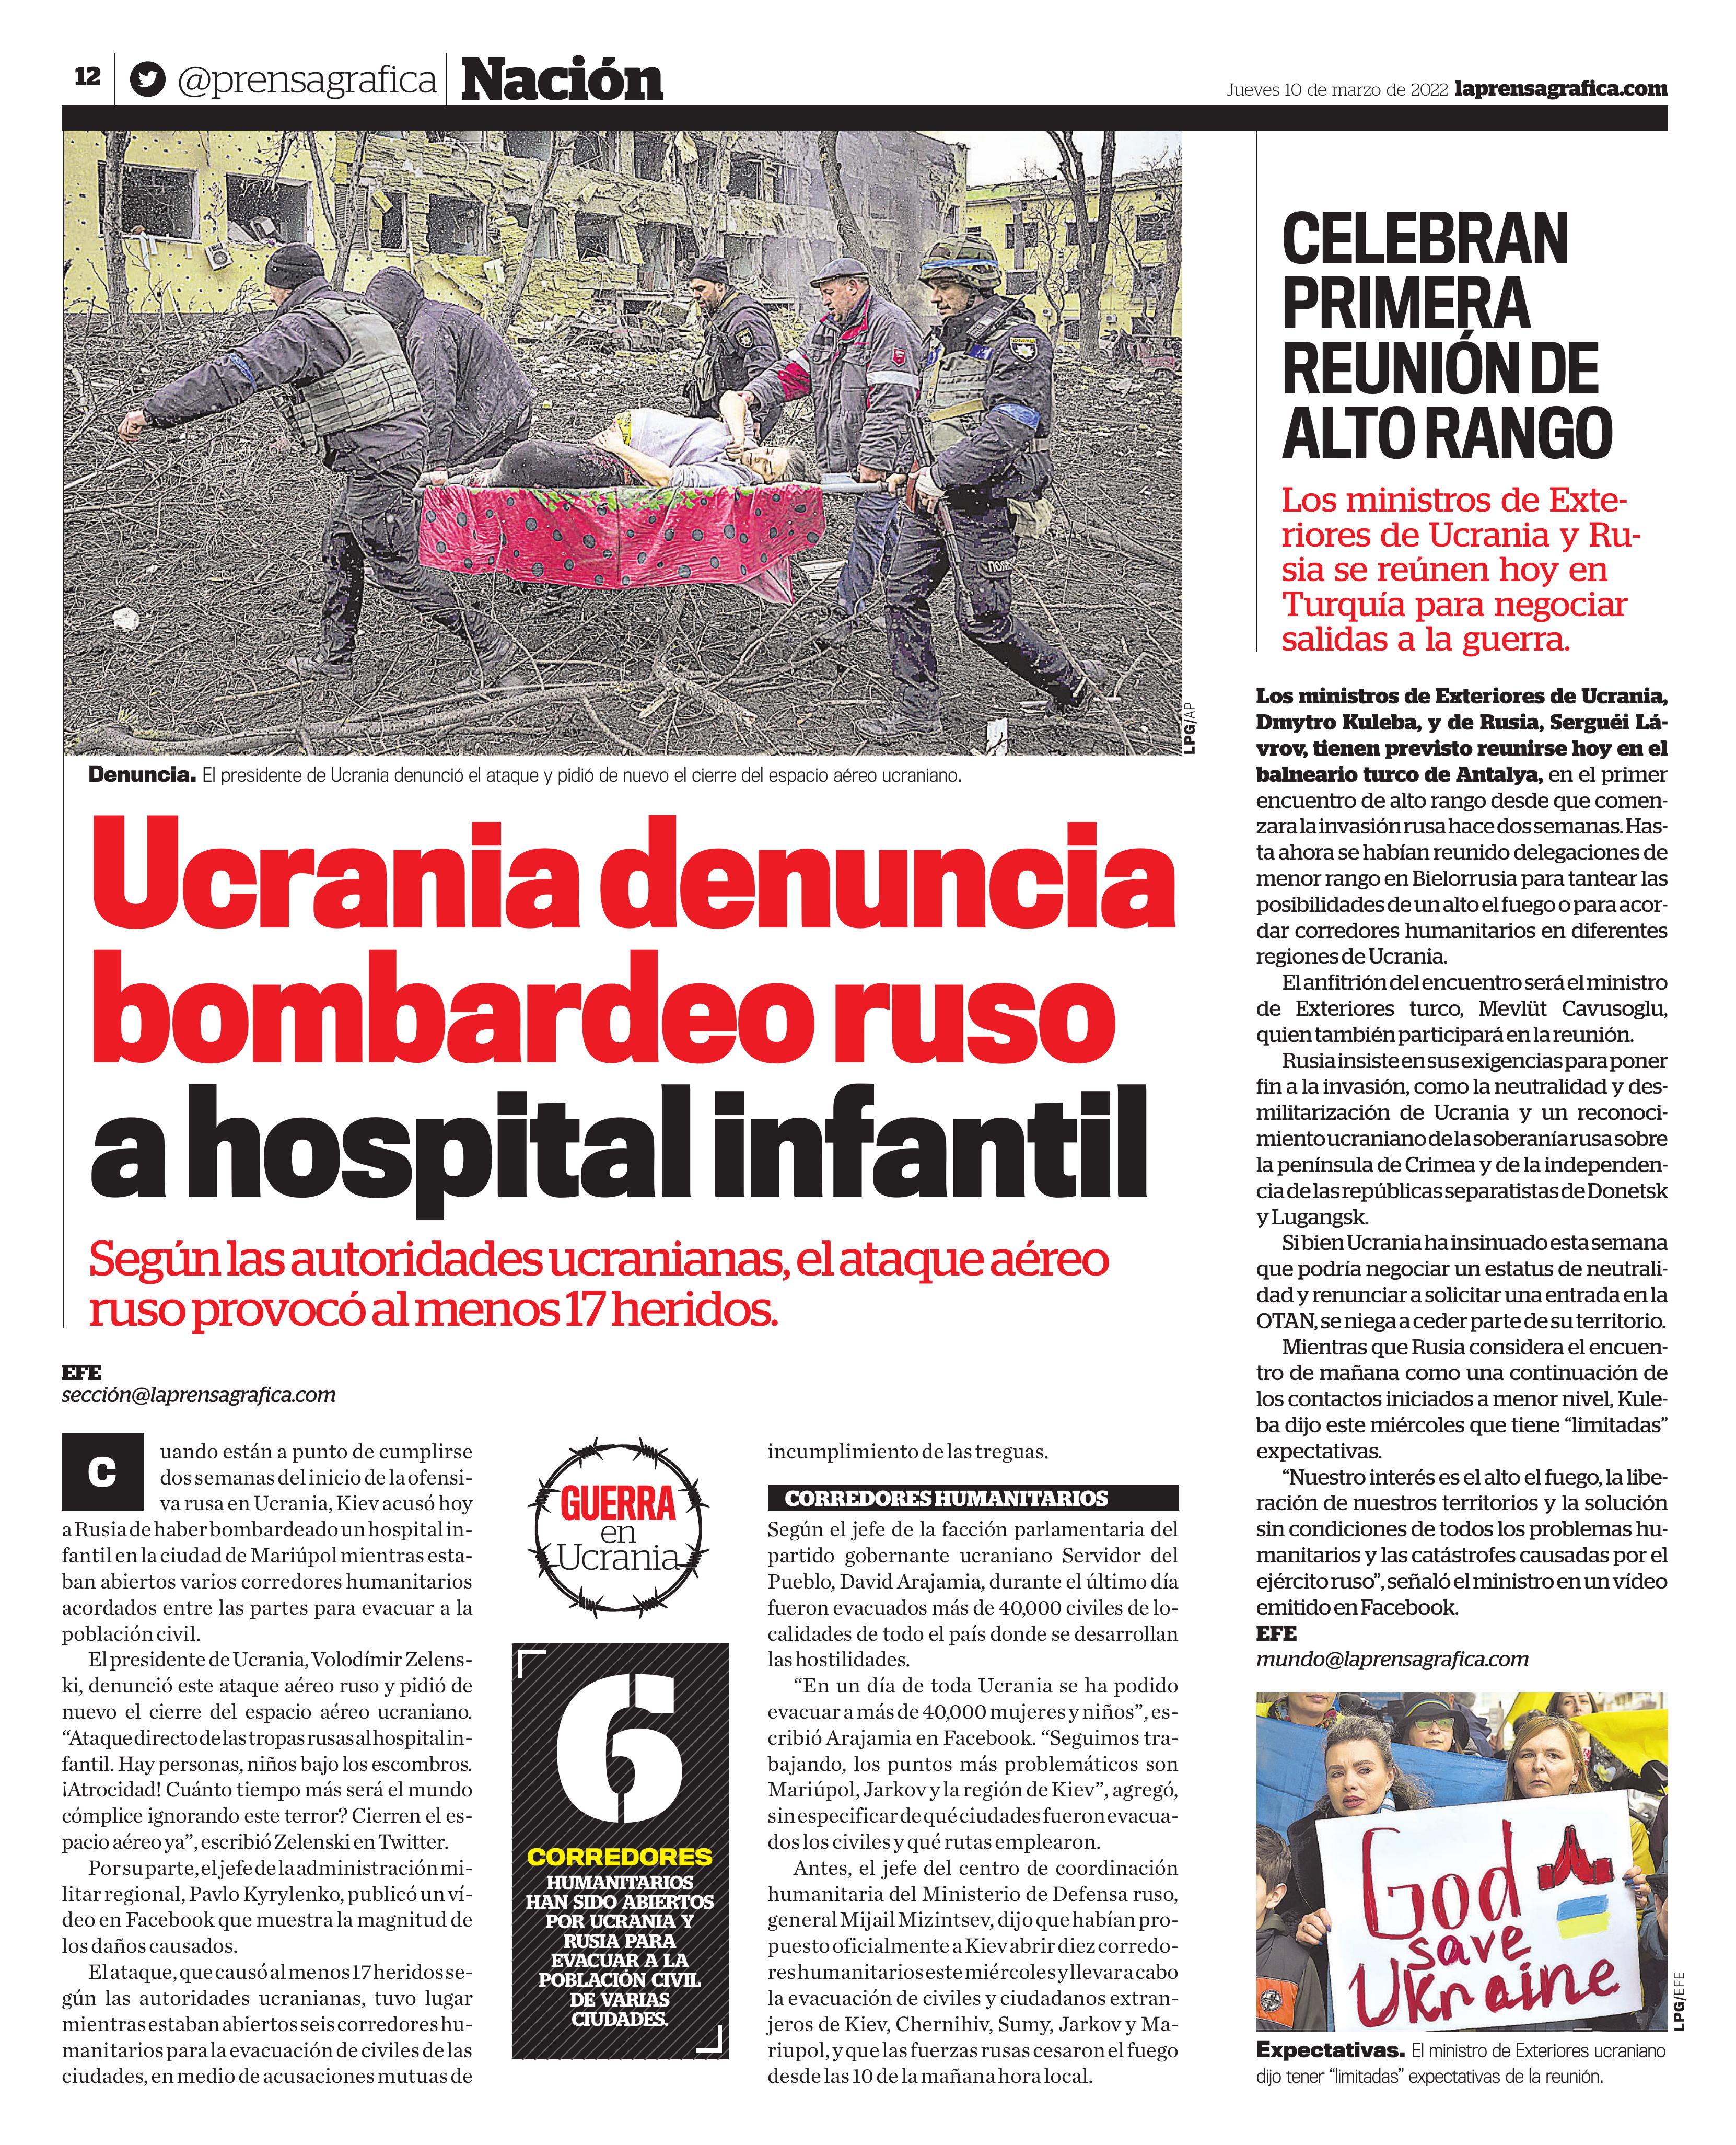 12
@prensagrafica
Nación
Jueves 10 de marzo de 2022 laprensagrafica.com
LPG/AP
Denuncia. El presidente de Ucrania denunció el ataque y pidió de nuevo el cierre del espacio aéreo ucraniano.
Ucrania denuncia
bombardeo ruso
a hospital infantil
Según las autoridades ucranianas, el ataque aéreo
ruso provocó al menos 17 heridos.
EFE
sección@laprensagrafica.com
Cuando están a punto de cumplirse
dos semanas del inicio de la ofensi-
va rusa en Ucrania, Kiev acusó hoy
a Rusia de haber bombardeado un hospital in-
fantil en la ciudad de Mariúpol mientras esta-
ban abiertos varios corredores humanitarios
acordados entre las partes para evacuar a la
población civil.
El presidente de Ucrania, Volodímir Zelens-
ki, denunció este ataque aéreo ruso y pidió de
nuevo el cierre del espacio aéreo ucraniano.
“Ataque directo de las tropas rusas al hospital in-
fantil. Hay personas, niños bajo los escombros.
¡Atrocidad! Cuánto tiempo más será el mundo
cómplice ignorando este terror? Cierren el es-
pacio aéreo ya”, escribió Zelenski en Twitter.
Por su parte, el jefe de la administración mi-
litar regional, Pavlo Kyrylenko, publicó un ví-
deo en Facebook que muestra la magnitud de
los daños causados.
El ataque, que causó al menos 17 heridos se-
gún las autoridades ucranianas, tuvo lugar
mientras estaban abiertos seis corredores hu-
manitarios para la evacuación de civiles de las
ciudades, en medio de acusaciones mutuas de
GUERRA
en
Ucrania
6
CORREDORES
HUMANITARIOS
HAN SIDO ABIERTOS
POR UCRANIA Y
RUSIA PARA
EVACUAR A LA
POBLACIÓN CIVIL
DE VARIAS
CIUDADES.
incumplimiento de las treguas.
CORREDORES HUMANITARIOS
Según el jefe de la facción parlamentaria del
partido gobernante ucraniano Servidor del
Pueblo, David Arajamia, durante el último día
fueron evacuados más de 40,000 civiles de lo-
calidades de todo el país donde se desarrollan
las hostilidades.
“En un día de toda Ucrania se ha podido
evacuar a más de 40,000 mujeres y niños”, es-
cribió Arajamia en Facebook. “Seguimos tra-
bajando, los puntos más problemáticos son
Mariúpol, Jarkov y la región de Kiev”, agregó,
sin especificar de qué ciudades fueron evacua-
dos los civiles y qué rutas emplearon.
Antes, el jefe del centro de coordinación
humanitaria del Ministerio de Defensa ruso,
general Mijail Mizintsev, dijo que habían pro-
puesto oficialmente a Kiev abrir diez corredo-
res humanitarios este miércoles y llevar a cabo
la evacuación de civiles y ciudadanos extran-
jeros de Kiev, Chernihiv, Sumy, Jarkov y Ma-
riupol, y que las fuerzas rusas cesaron el fuego
desde las 10 de la mañana hora local.
CELEBRAN
PRIMERA
REUNIÓN DE
ALTO RANGO
Los ministros de Exte-
riores de Ucrania y Ru-
sia se reúnen hoy en
Turquía para negociar
salidas a la guerra.
Los ministros de Exteriores de Ucrania,
Dmytro Kuleba, y de Rusia, Serguéi Lá-
vrov, tienen previsto reunirse hoy en el
balneario turco de Antalya, en el primer
encuentro de alto rango desde que comen-
zara la invasión rusa hace dos semanas. Has-
ta ahora se habían reunido delegaciones de
menor rango en Bielorrusia para tantear las
posibilidades de un alto el fuego o para acor-
dar corredores humanitarios en diferentes
regiones de Ucrania.
El anfitrión del encuentro será el ministro
de Exteriores turco, Mevlüt Cavusoglu,
quien también participará en la reunión.
Rusia insiste en sus exigencias para poner
fin a la invasión, como la neutralidad y des-
militarización de Ucrania y un reconoci-
miento ucraniano de la soberanía rusa sobre
la península de Crimea y de la independen-
cia de las repúblicas separatistas de Donetsk
y Lugangsk.
Si bien Ucrania ha insinuado esta semana
que podría negociar un estatus de neutrali-
dad y renunciar a solicitar una entrada en la
OTAN, se niega a ceder parte de su territorio.
Mientras que Rusia considera el encuen-
tro de mañana como una continuación de
los contactos iniciados a menor nivel, Kule-
ba dijo este miércoles que tiene “limitadas”
expectativas.
“Nuestro interés es el alto el fuego, la libe-
ración de nuestros territorios y la solución
sin condiciones de todos los problemas hu-
manitarios y las catástrofes causadas por el
ejército ruso”, señaló el ministro en un vídeo
emitido en Facebook.
EFE
mundo@laprensagrafica.com
God
save
Ukraine
LPG/EFE
Expectativas. El ministro de Exteriores ucraniano
dijo tener “limitadas” expectativas de la reunión.